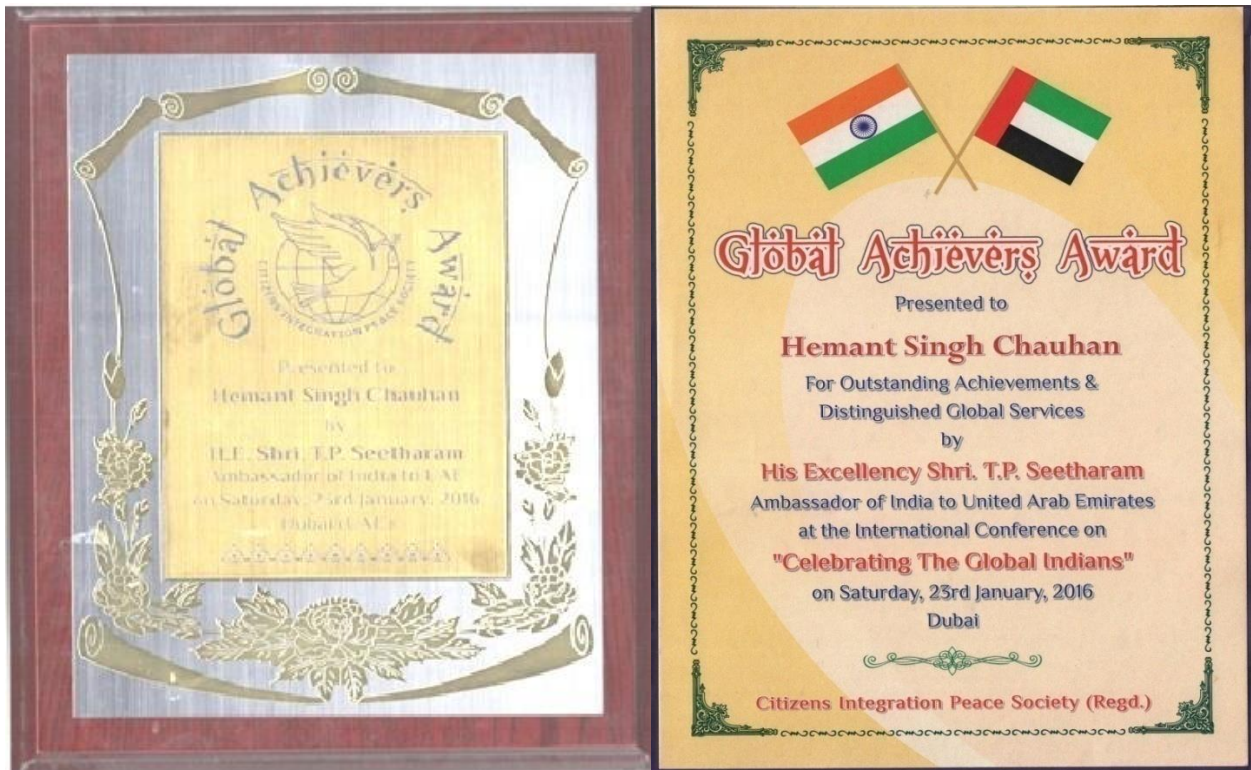 Global Achievers Award
CITIZENS INTEGRATION PEACE SOCIETY
Presented to
Hemant Singh Chauhan
by
H.E. Shri. T.P. Seetharam
Ambassador of India to UAE
on Saturday, 23rd January, 2016
Dubai (UAE)
Global Achievers Award
Presented to
Hemant Singh Chauhan
For Outstanding Achievements &
Distinguished Global Services
by
His Excellency Shri. T.P. Seetharam
Ambassador of India to United Arab Emirates
at the International Conference on
"Celebrating The Global Indians"
on Saturday, 23rd January, 2016
Dubai
Citizens Integration Peace Society (Regd.)